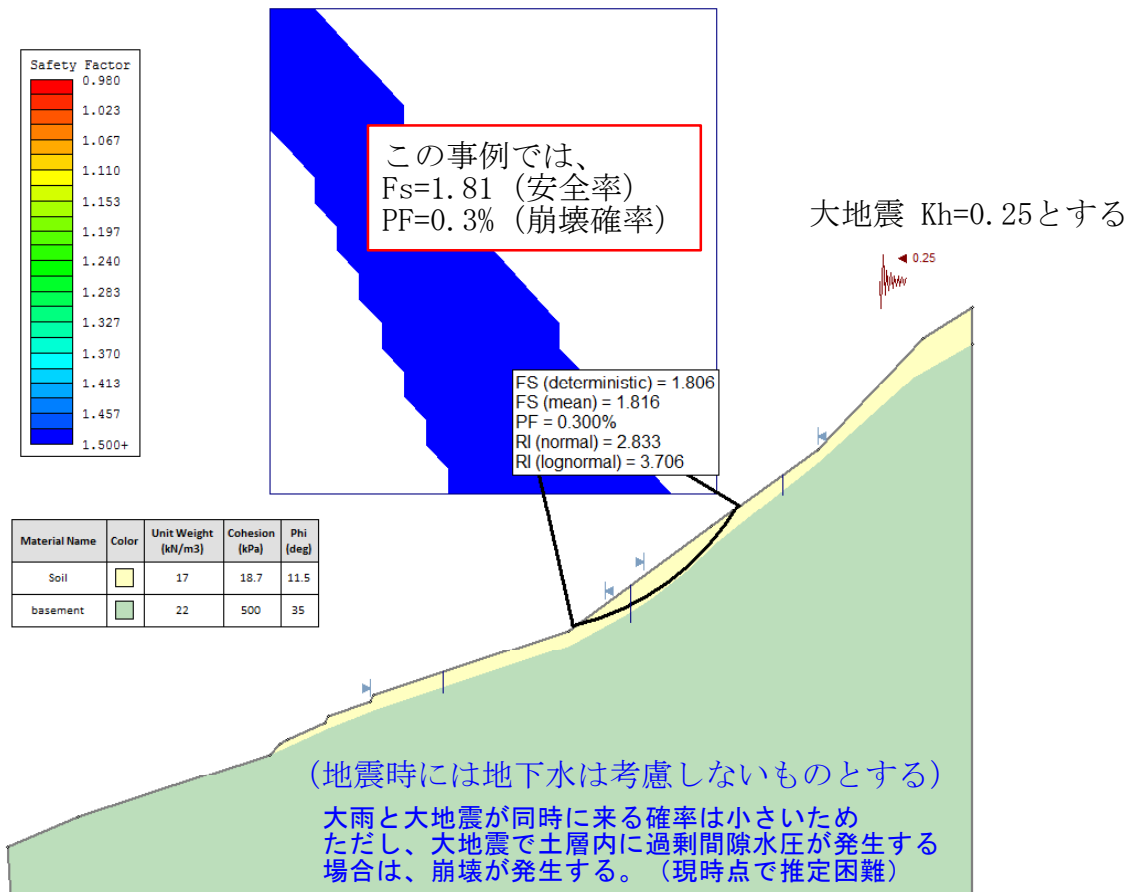 Safety Factor
0.980
1.023
1.067
1.110
1.153
1.197
1.240
1.283
1.327
1.370
1.413
1.457
1.500+
この事例では、
Fs=1.81 (安全率)
PF=0.3% (崩壊確率)
大地震 Kh=0.25とする
0.25
FS (deterministic) = 1.806
FS (mean) = 1.816
PF = 0.300%
RI (normal) = 2.833
RI (lognormal) = 3.706
Material Name Color Unit Weight (kN/m3) Cohesion (kPa) Phi (deg)
Soil 17 18.7 11.5
basement 22 500 35
(地震時には地下水は考慮しないものとする)
大雨と大地震が同時に来る確率は小さいため
ただし、大地震で土層内に過剰間隙水圧が発生する
場合は、崩壊が発生する。(現時点で推定困難)